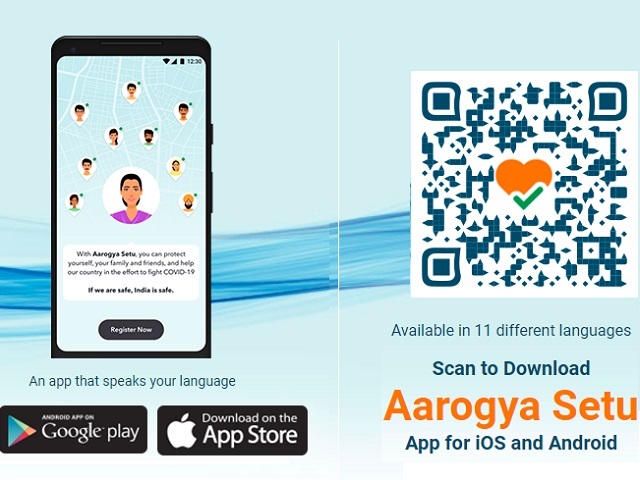 12:30
With Aarogya Setu, you can protect
yourself, your family and friends, and help
our country in the effort to fight COVID-19
If we are safe, India is safe.
Register Now
An app that speaks your language
ANDROID APP ON
Google play
Download on the
App Store
Available in 11 different languages
Scan to Download
Aarogya Setu
App for iOS and Android